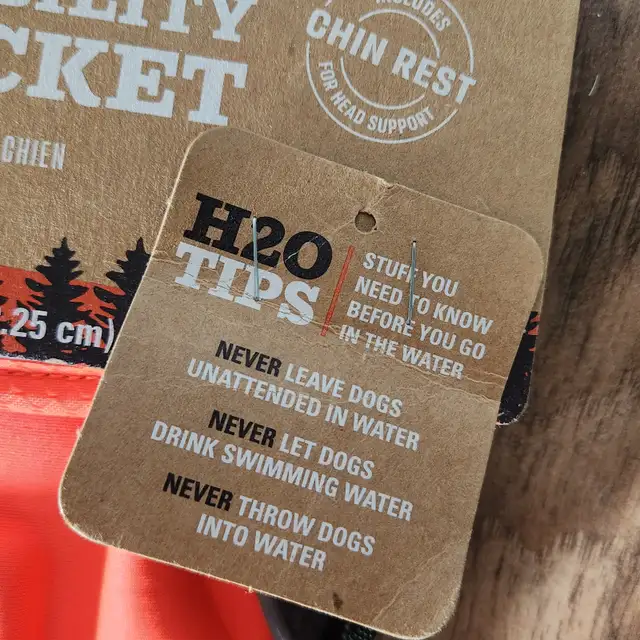 CKET
CHIEN
INCLUDES
CHIN REST
FOR HEAD SUPPORT
.25 cm)
H2O
TIPS
STUFF YOU
NEED TO KNOW
BEFORE YOU GO
IN THE WATER
NEVER LEAVE DOGS
UNATTENDED IN WATER
NEVER LET DOGS
DRINK SWIMMING WATER
NEVER THROW DOGS
INTO WATER